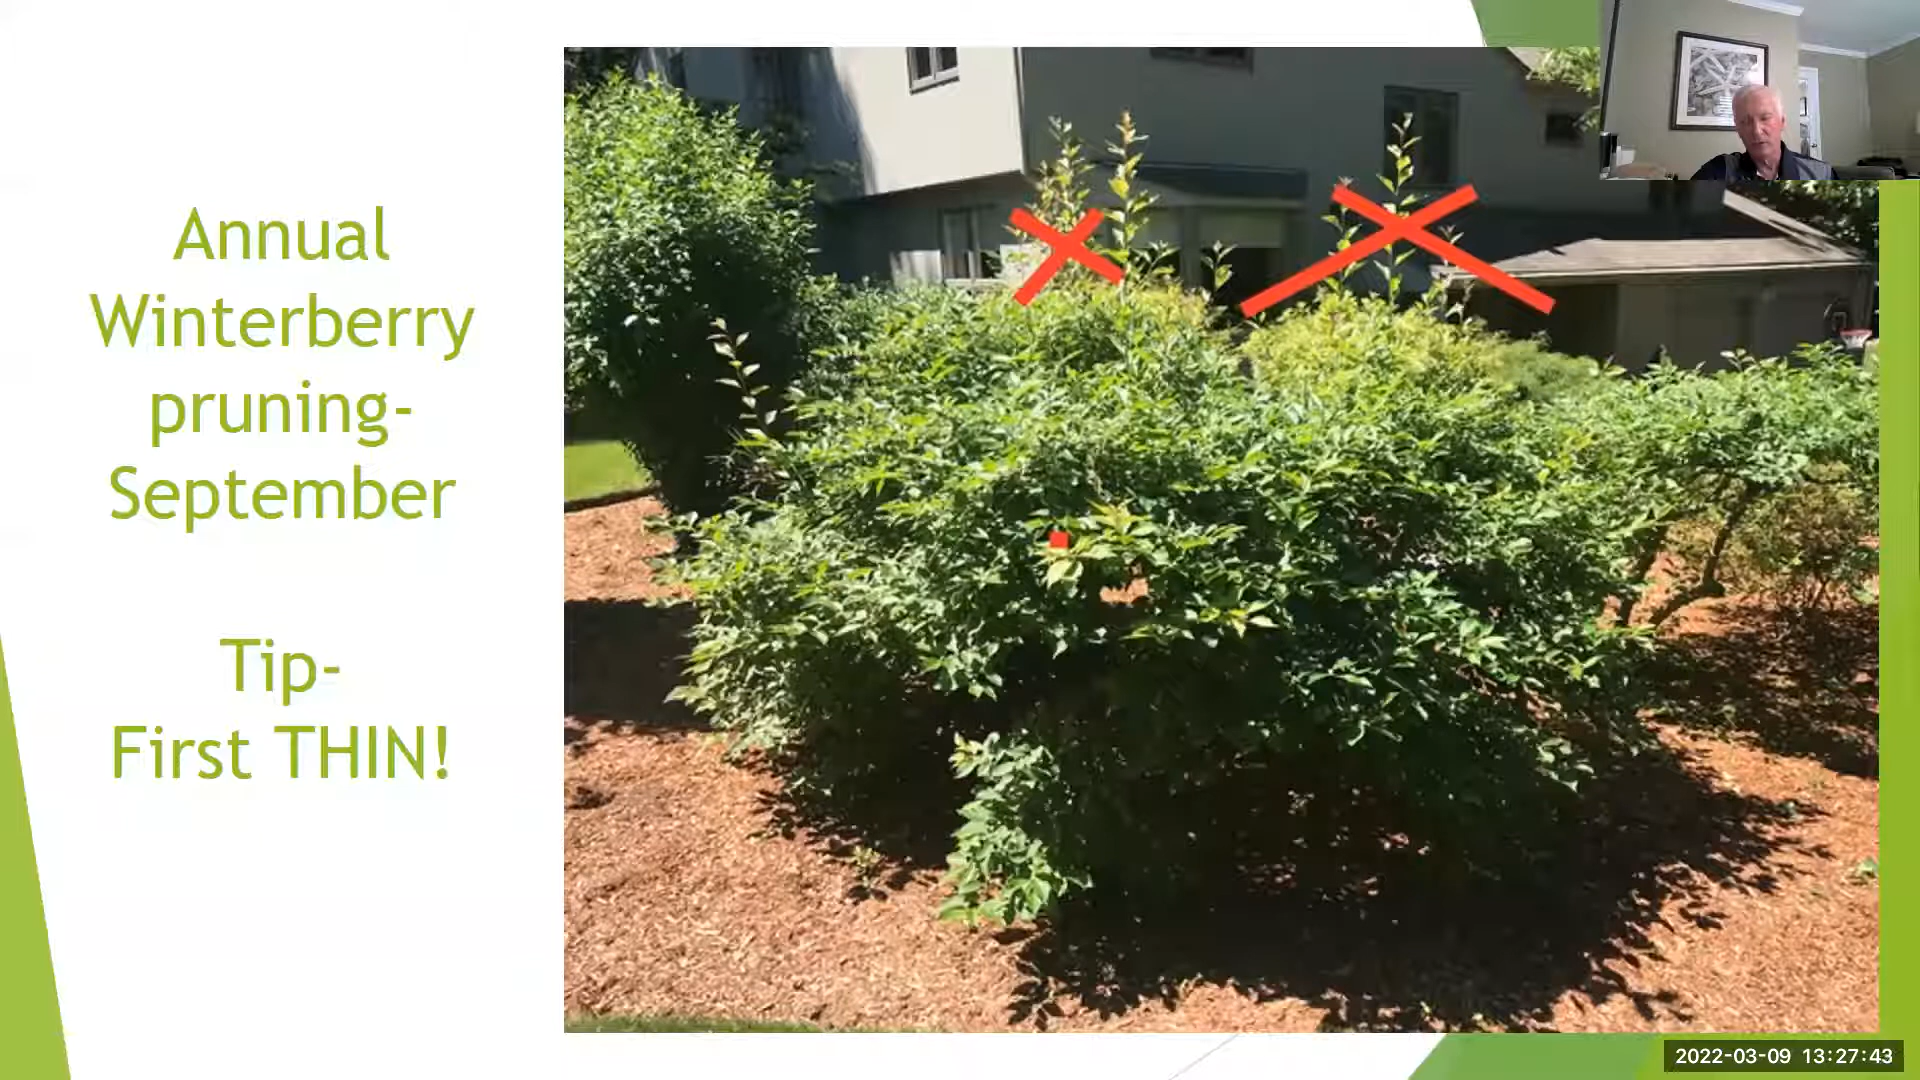 Annual
Winterberry
pruning-
September
Tip-
First THIN!
2022-03-09 13:27:43